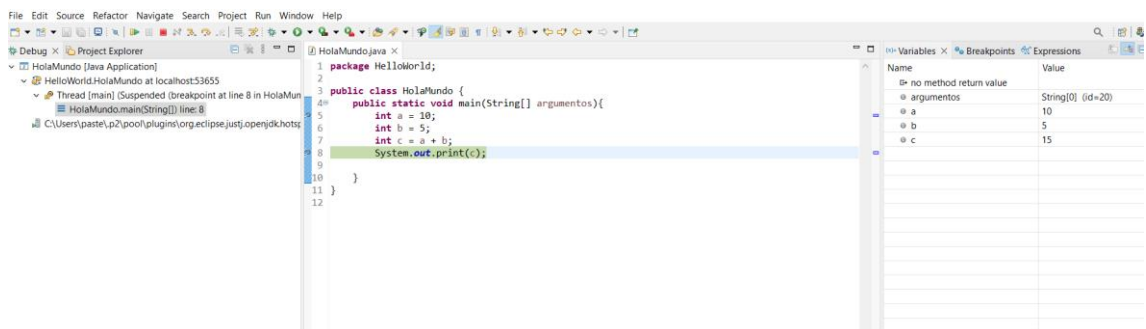 File Edit Source Refactor Navigate Search Project Run Window Help
Debug Project Explorer
HolaMundo [Java Application]
HelloWorld.HolaMundo at localhost:53655
Thread [main] (Suspended (breakpoint at line 8 in HolaMun
HolaMundo.main(String[]) line: 8
C:\Users\paste\.p2\pool\plugins\org.eclipse.justj.openjdk.hotsp
HolaMundo.java
1 package HelloWorld;
2
3 public class HolaMundo {
4 public static void main(String[] argumentos){
5 int a = 10;
6 int b = 5;
7 int c = a + b;
8 System.out.print(c);
9
10 }
11 }
12
Variables Breakpoints Expressions
Name Value
no method return value
argumentos String[0] (id=20)
a 10
b 5
c 15